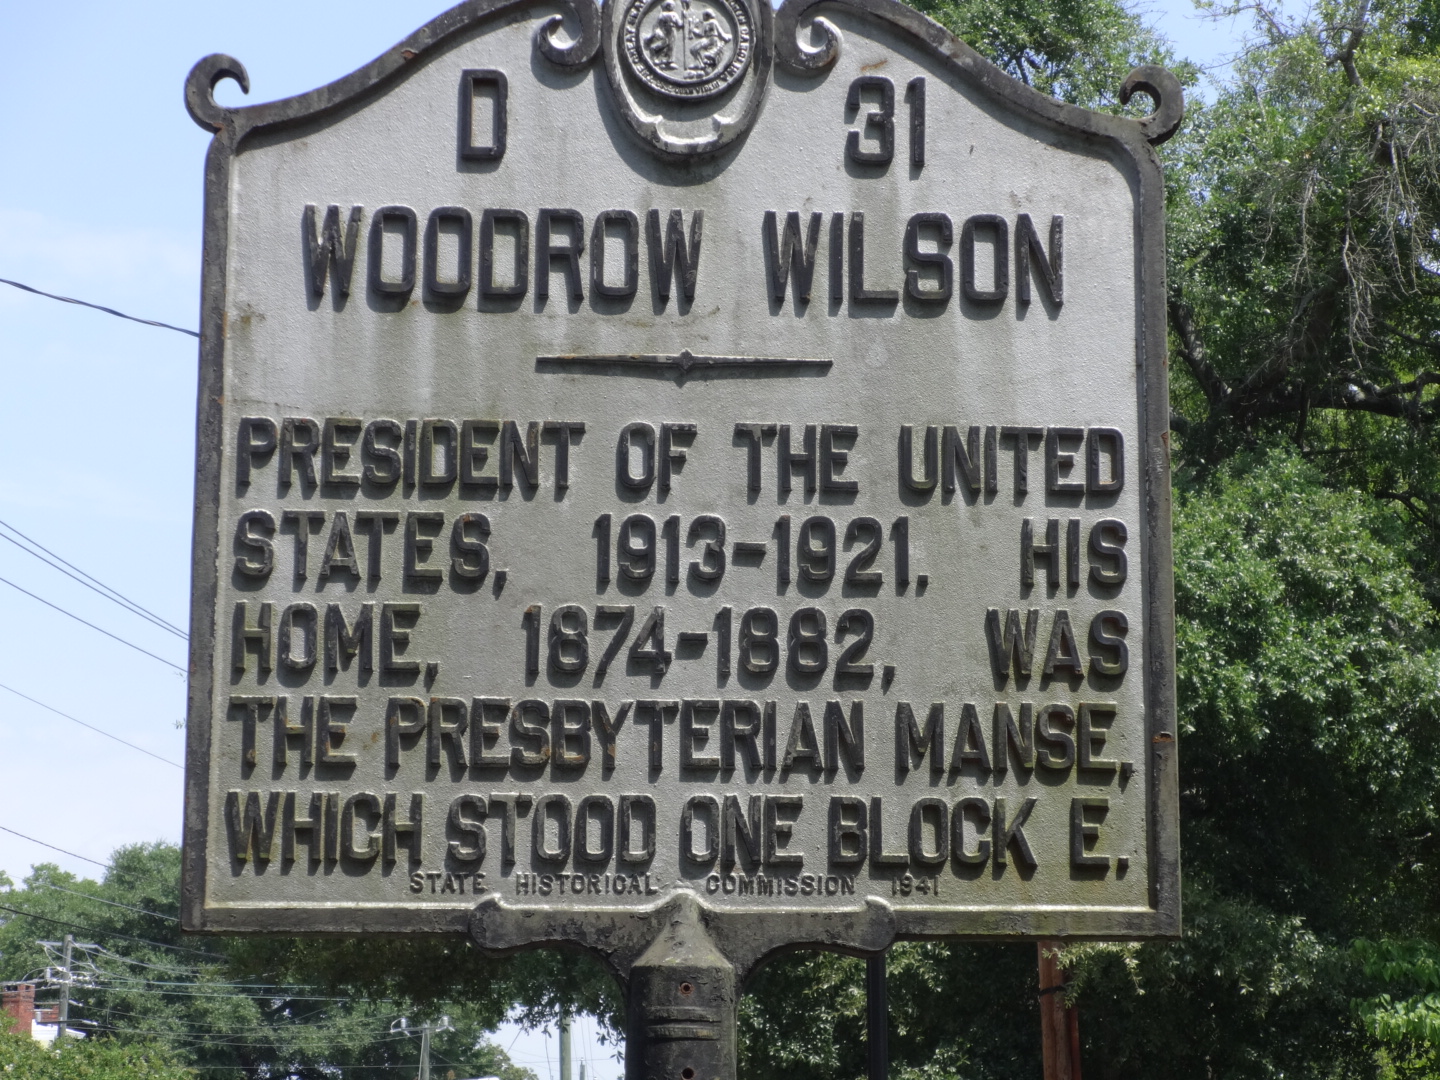 D 31
WOODROW WILSON
PRESIDENT OF THE UNITED
STATES, 1913-1921. HIS
HOME, 1874-1882, WAS
THE PRESBYTERIAN MANSE,
WHICH STOOD ONE BLOCK E.
STATE HISTORICAL COMMISSION 1941